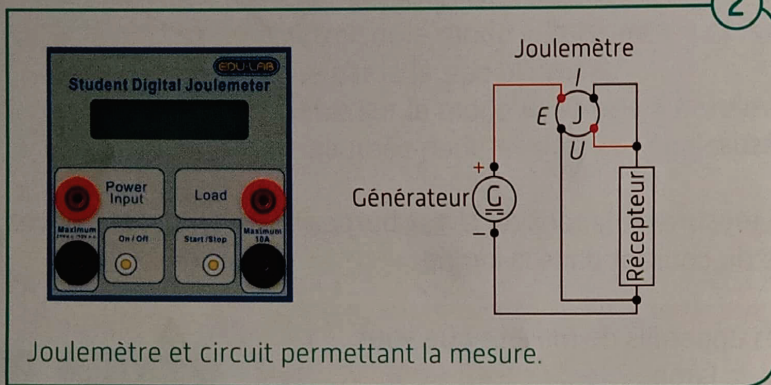 2
EDU-LAB
Student Digital Joulemeter
Power
Input
Load
Maximum
Maximum
10A
On / Off
Start /Stop
Joulemètre
I
E
J
U
+
Générateur
G
−
Récepteur
Joulemètre et circuit permettant la mesure.